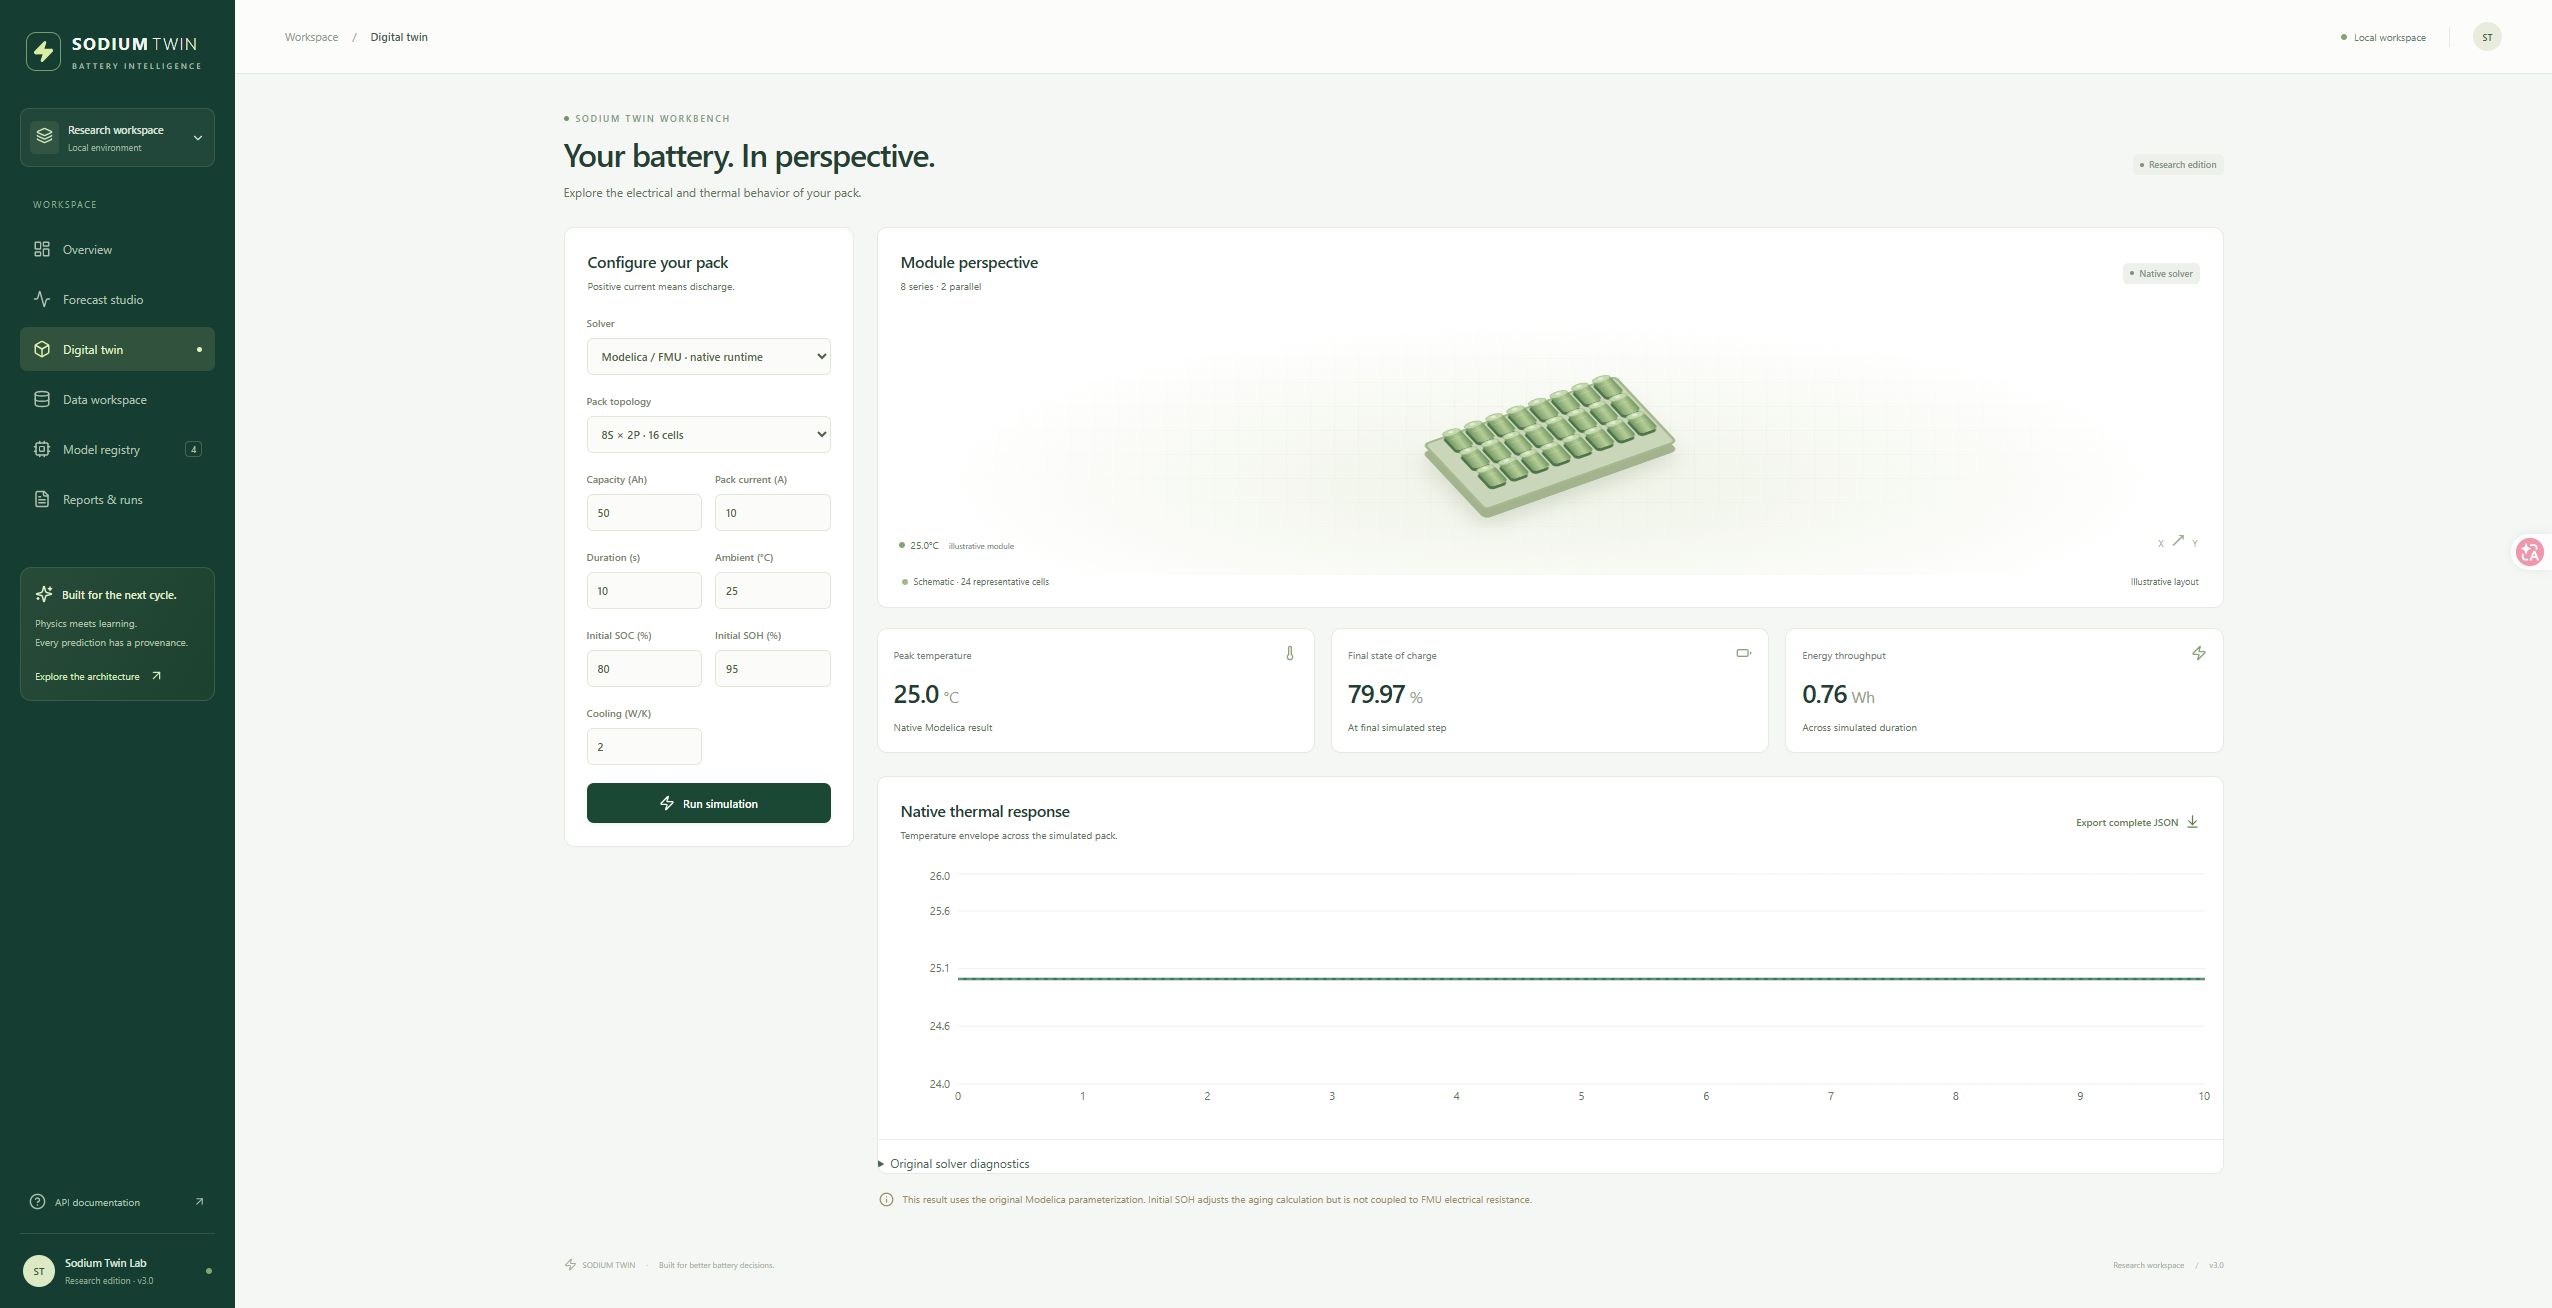 SODIUM TWIN
BATTERY INTELLIGENCE
Research workspace
Local environment
WORKSPACE
Overview
Forecast studio
Digital twin
Data workspace
Model registry 4
Reports & runs
Built for the next cycle.
Physics meets learning.
Every prediction has a provenance.
Explore the architecture
API documentation
ST
Sodium Twin Lab
Research edition · v3.0
Workspace / Digital twin
Local workspace
ST
SODIUM TWIN WORKBENCH
Your battery. In perspective.
Explore the electrical and thermal behavior of your pack.
Research edition
Configure your pack
Positive current means discharge.
Solver
Modelica / FMU · native runtime
Pack topology
8S × 2P · 16 cells
Capacity (Ah) Pack current (A)
50 10
Duration (s) Ambient (°C)
10 25
Initial SOC (%) Initial SOH (%)
80 95
Cooling (W/K)
2
Run simulation
Module perspective
8 series · 2 parallel
Native solver
25.0°C illustrative module
X Y
Schematic · 24 representative cells
Illustrative layout
Peak temperature
25.0 °C
Native Modelica result
Final state of charge
79.97 %
At final simulated step
Energy throughput
0.76 Wh
Across simulated duration
Native thermal response
Temperature envelope across the simulated pack.
Export complete JSON
26.0
25.6
25.1
24.6
24.0
0 1 2 3 4 5 6 7 8 9 10
Original solver diagnostics
This result uses the original Modelica parameterization. Initial SOH adjusts the aging calculation but is not coupled to FMU electrical resistance.
SODIUM TWIN · Built for better battery decisions.
Research workspace / v3.0